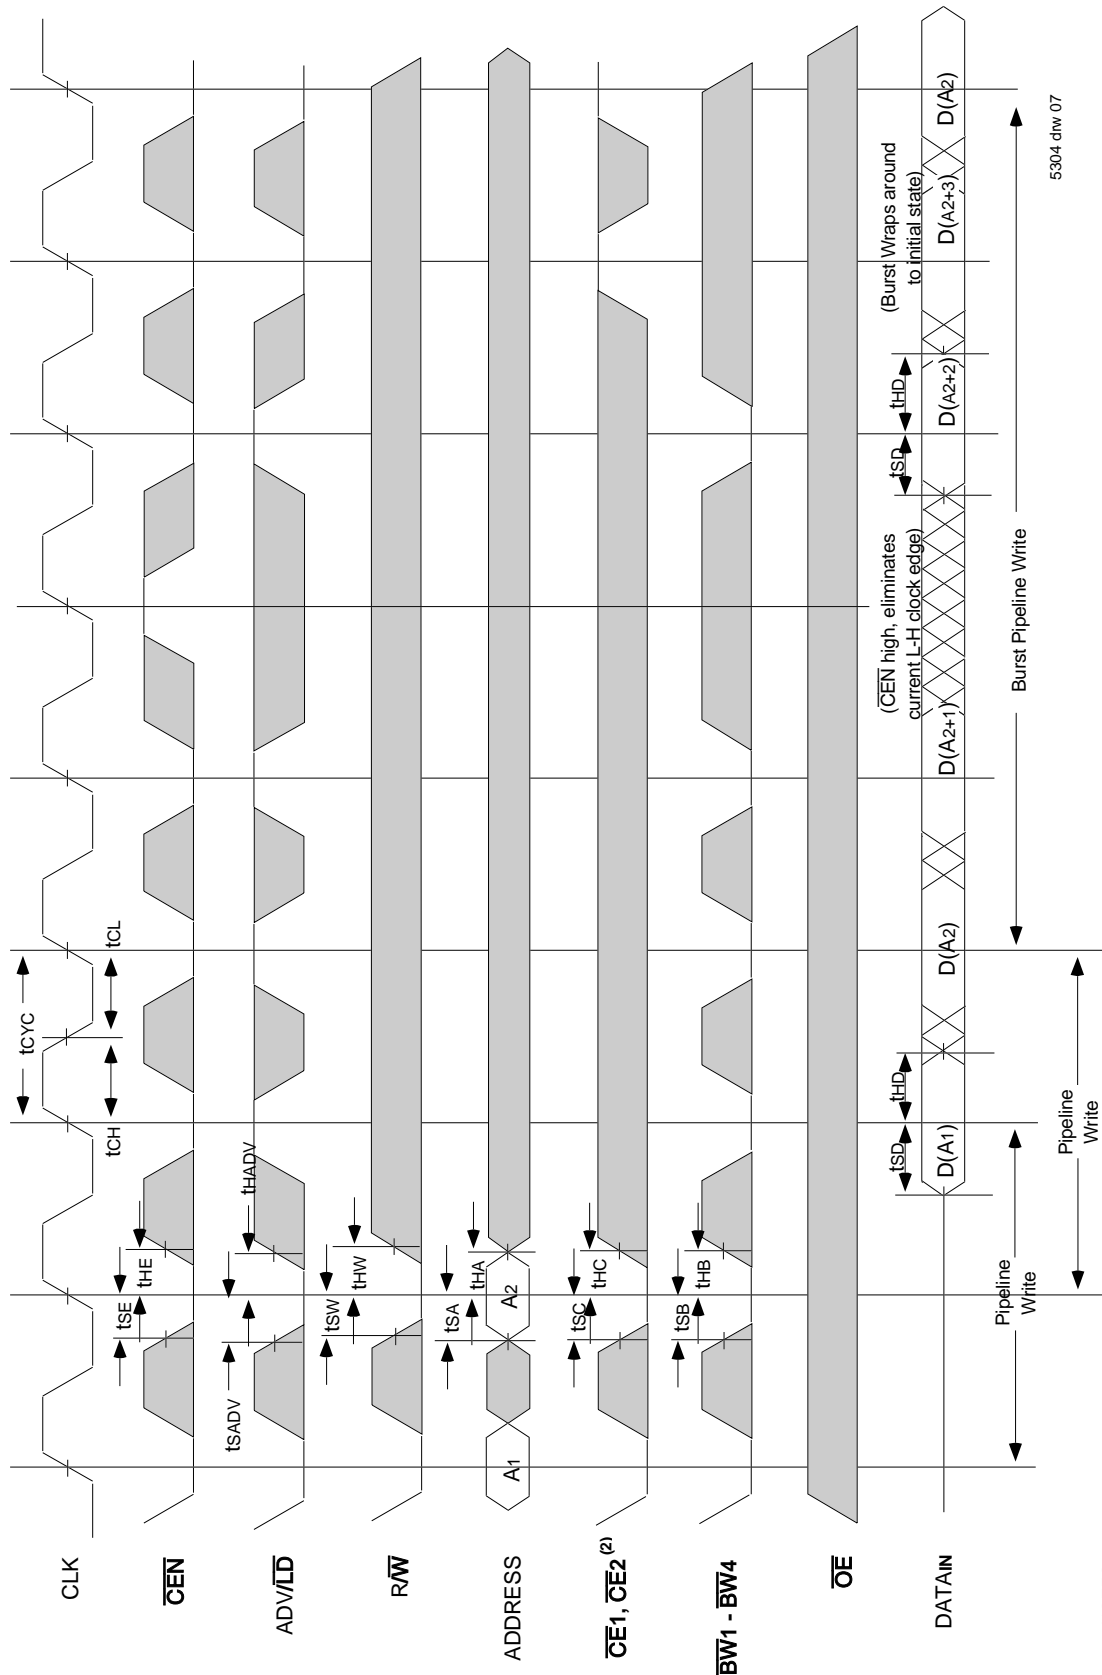 tCYC
tCH
tCL
CLK
tSE
tHE
CEN
tSADV
tHADV
ADV/LD
tSW
tHW
R/W
tSA
tHA
A1
A2
ADDRESS
tSC
tHC
CE1, CE2(2)
tSB
tHB
BW1 - BW4
OE
(CEN high, eliminates
current L-H clock edge)
(Burst Wraps around
to initial state)
tSD
tHD
tSD
tHD
DATAIN
D(A1)
D(A2)
D(A2+1)
D(A2+2)
D(A2+3)
D(A2)
Pipeline
Write
Pipeline
Write
Burst Pipeline Write
5304 drw 07